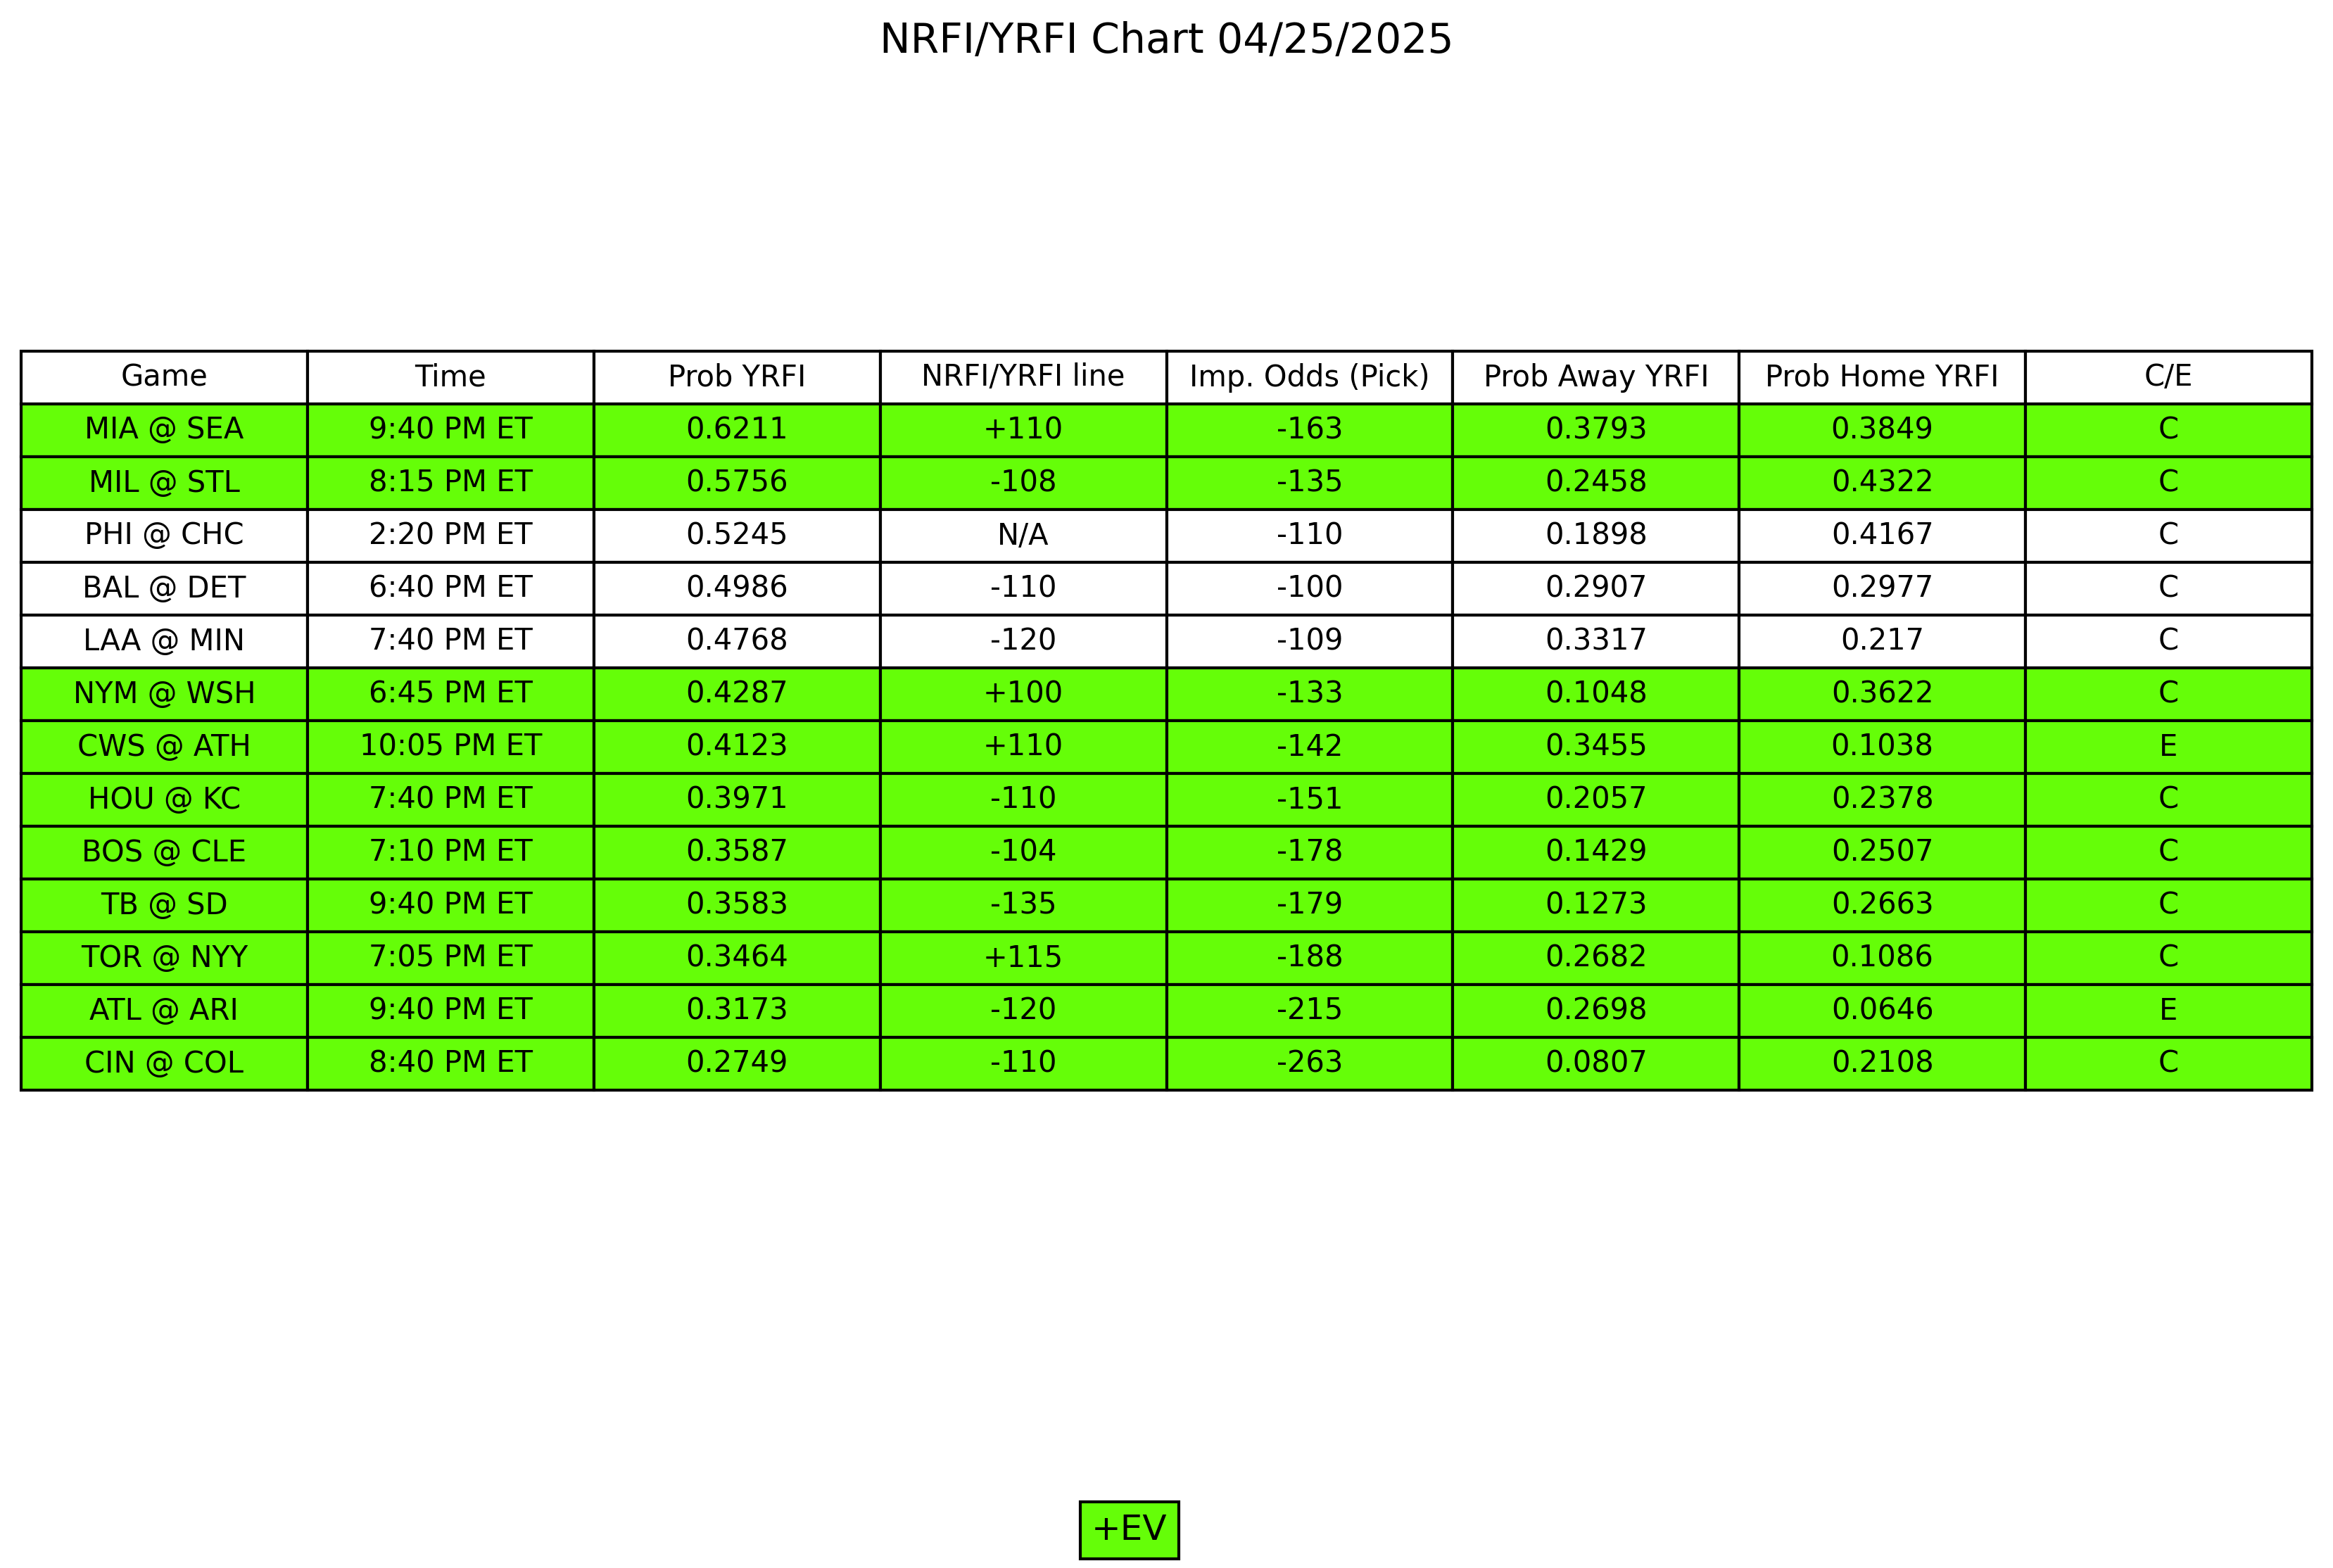 NRFI/YRFI Chart 04/25/2025
Game Time Prob YRFI NRFI/YRFI line Imp. Odds (Pick) Prob Away YRFI Prob Home YRFI C/E
MIA @ SEA 9:40 PM ET 0.6211 +110 -163 0.3793 0.3849 C
MIL @ STL 8:15 PM ET 0.5756 -108 -135 0.2458 0.4322 C
PHI @ CHC 2:20 PM ET 0.5245 N/A -110 0.1898 0.4167 C
BAL @ DET 6:40 PM ET 0.4986 -110 -100 0.2907 0.2977 C
LAA @ MIN 7:40 PM ET 0.4768 -120 -109 0.3317 0.217 C
NYM @ WSH 6:45 PM ET 0.4287 +100 -133 0.1048 0.3622 C
CWS @ ATH 10:05 PM ET 0.4123 +110 -142 0.3455 0.1038 E
HOU @ KC 7:40 PM ET 0.3971 -110 -151 0.2057 0.2378 C
BOS @ CLE 7:10 PM ET 0.3587 -104 -178 0.1429 0.2507 C
TB @ SD 9:40 PM ET 0.3583 -135 -179 0.1273 0.2663 C
TOR @ NYY 7:05 PM ET 0.3464 +115 -188 0.2682 0.1086 C
ATL @ ARI 9:40 PM ET 0.3173 -120 -215 0.2698 0.0646 E
CIN @ COL 8:40 PM ET 0.2749 -110 -263 0.0807 0.2108 C
+EV